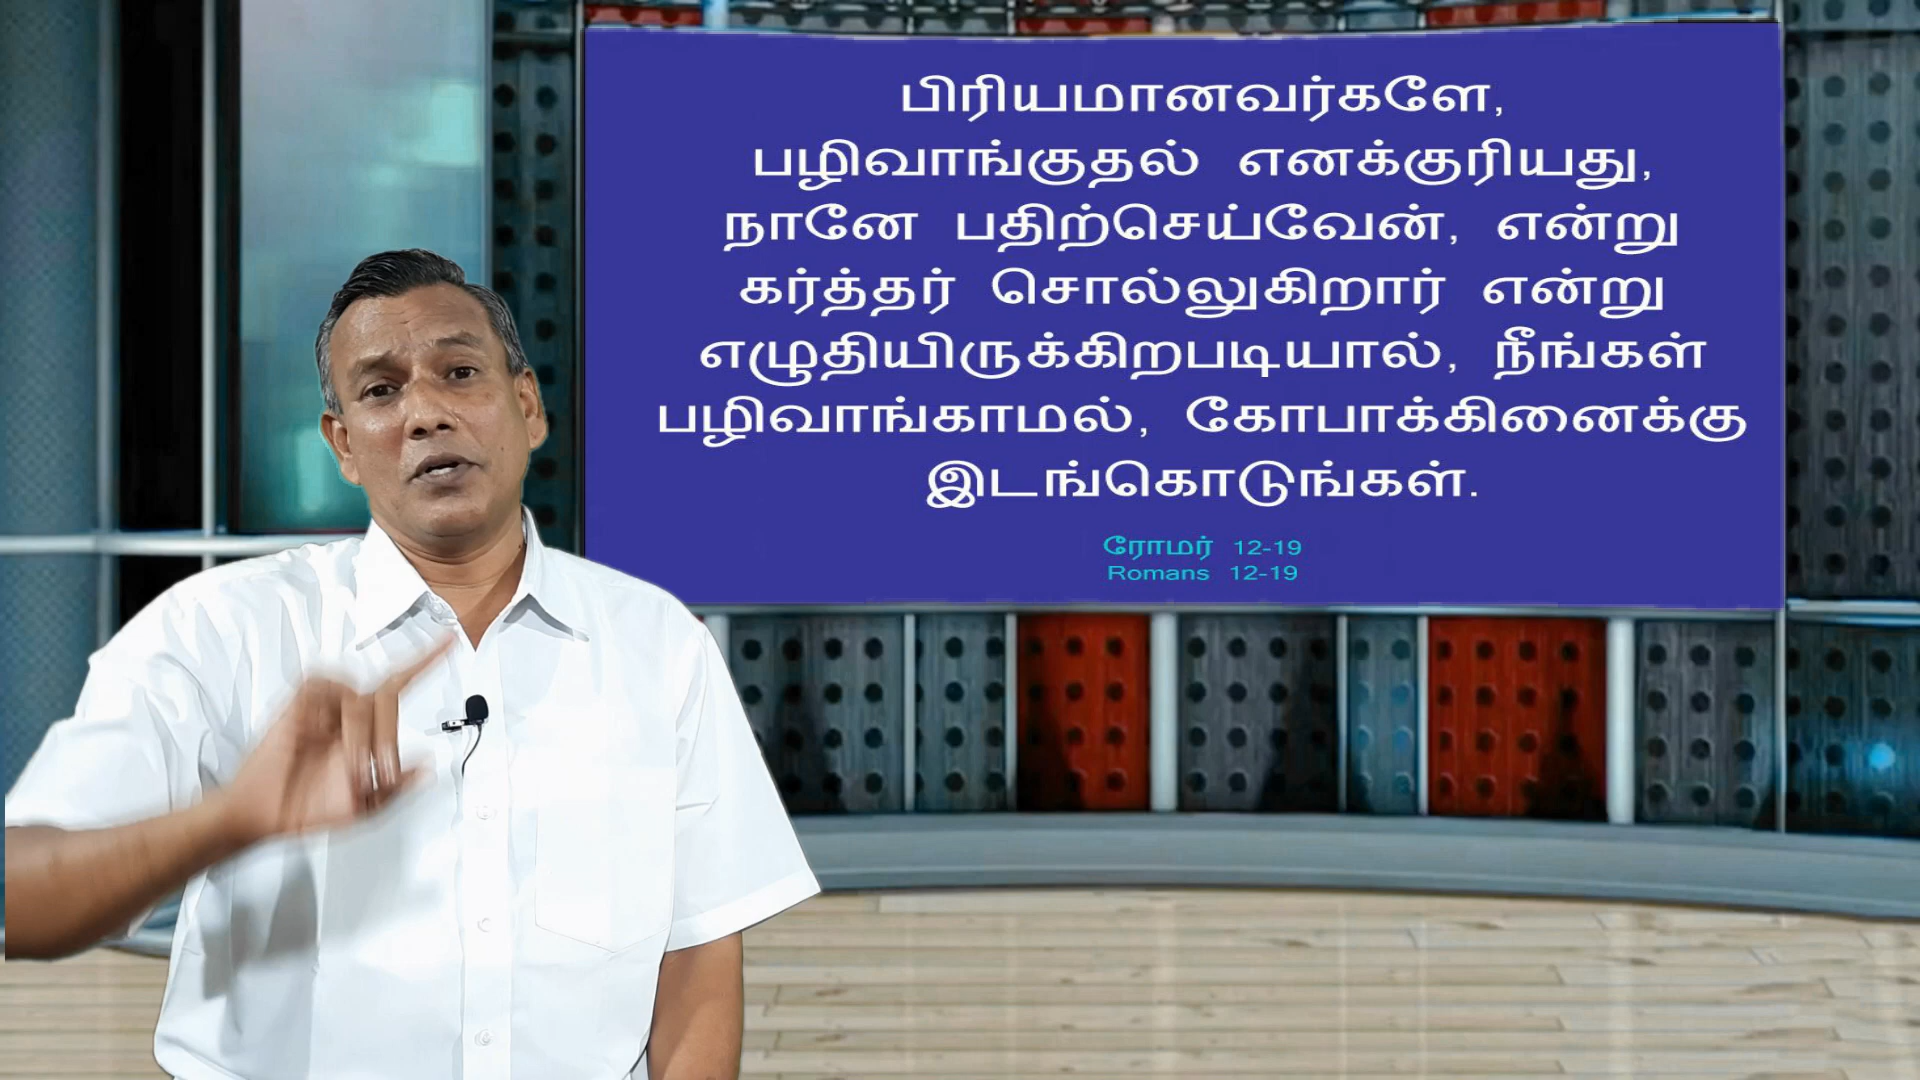 பிரியமானவர்களே,
பழிவாங்குதல் எனக்குரியது,
நானே பதிற்செய்வேன், என்று
கர்த்தர் சொல்லுகிறார் என்று
எழுதியிருக்கிறபடியால், நீங்கள்
பழிவாங்காமல், கோபாக்கினைக்கு
இடங்கொடுங்கள்.
ரோமர் 12-19
Romans 12-19